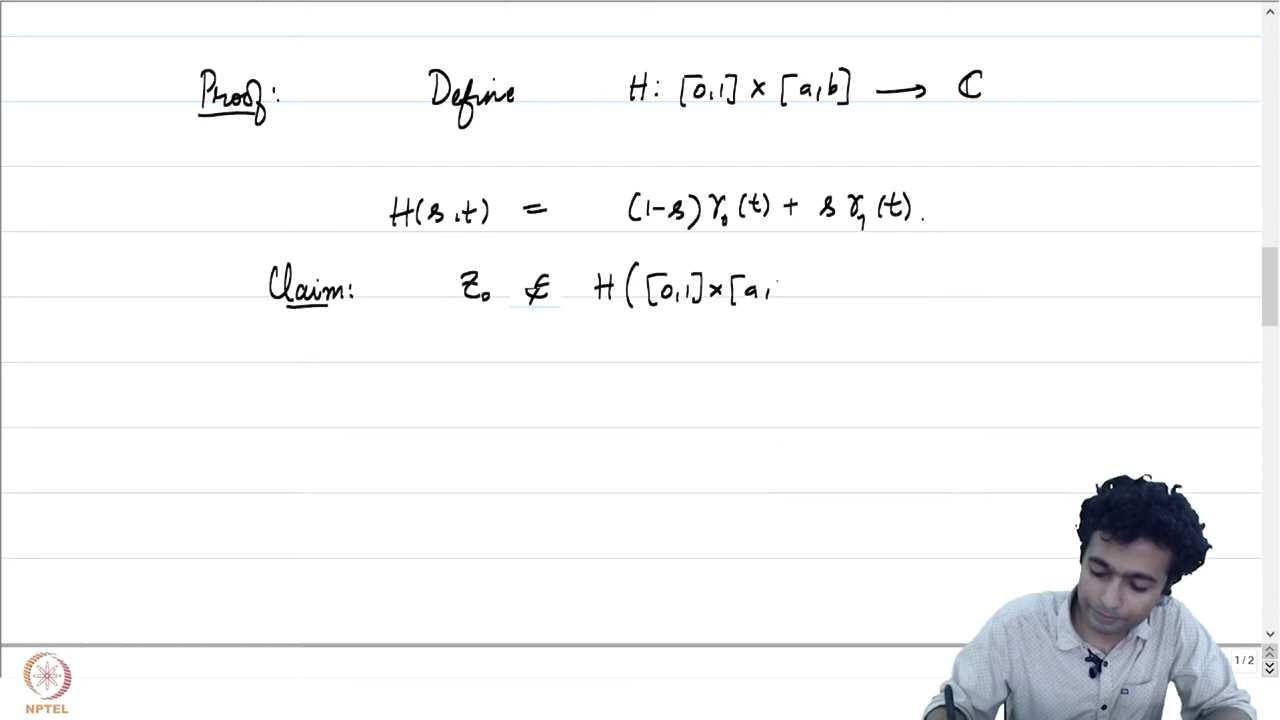 Proof: Define H: [0,1] × [a,b] ⟶ ℂ
H(s,t) = (1-s)γ₀(t) + s γ₁(t).
Claim: z₀ ∉ H([0,1]×[a,
1/2
NPTEL